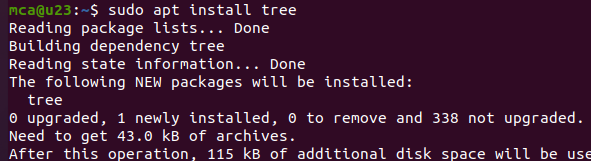 mca@u23:~$ sudo apt install tree
Reading package lists... Done
Building dependency tree
Reading state information... Done
The following NEW packages will be installed:
  tree
0 upgraded, 1 newly installed, 0 to remove and 338 not upgraded.
Need to get 43.0 kB of archives.
After this operation, 115 kB of additional disk space will be use